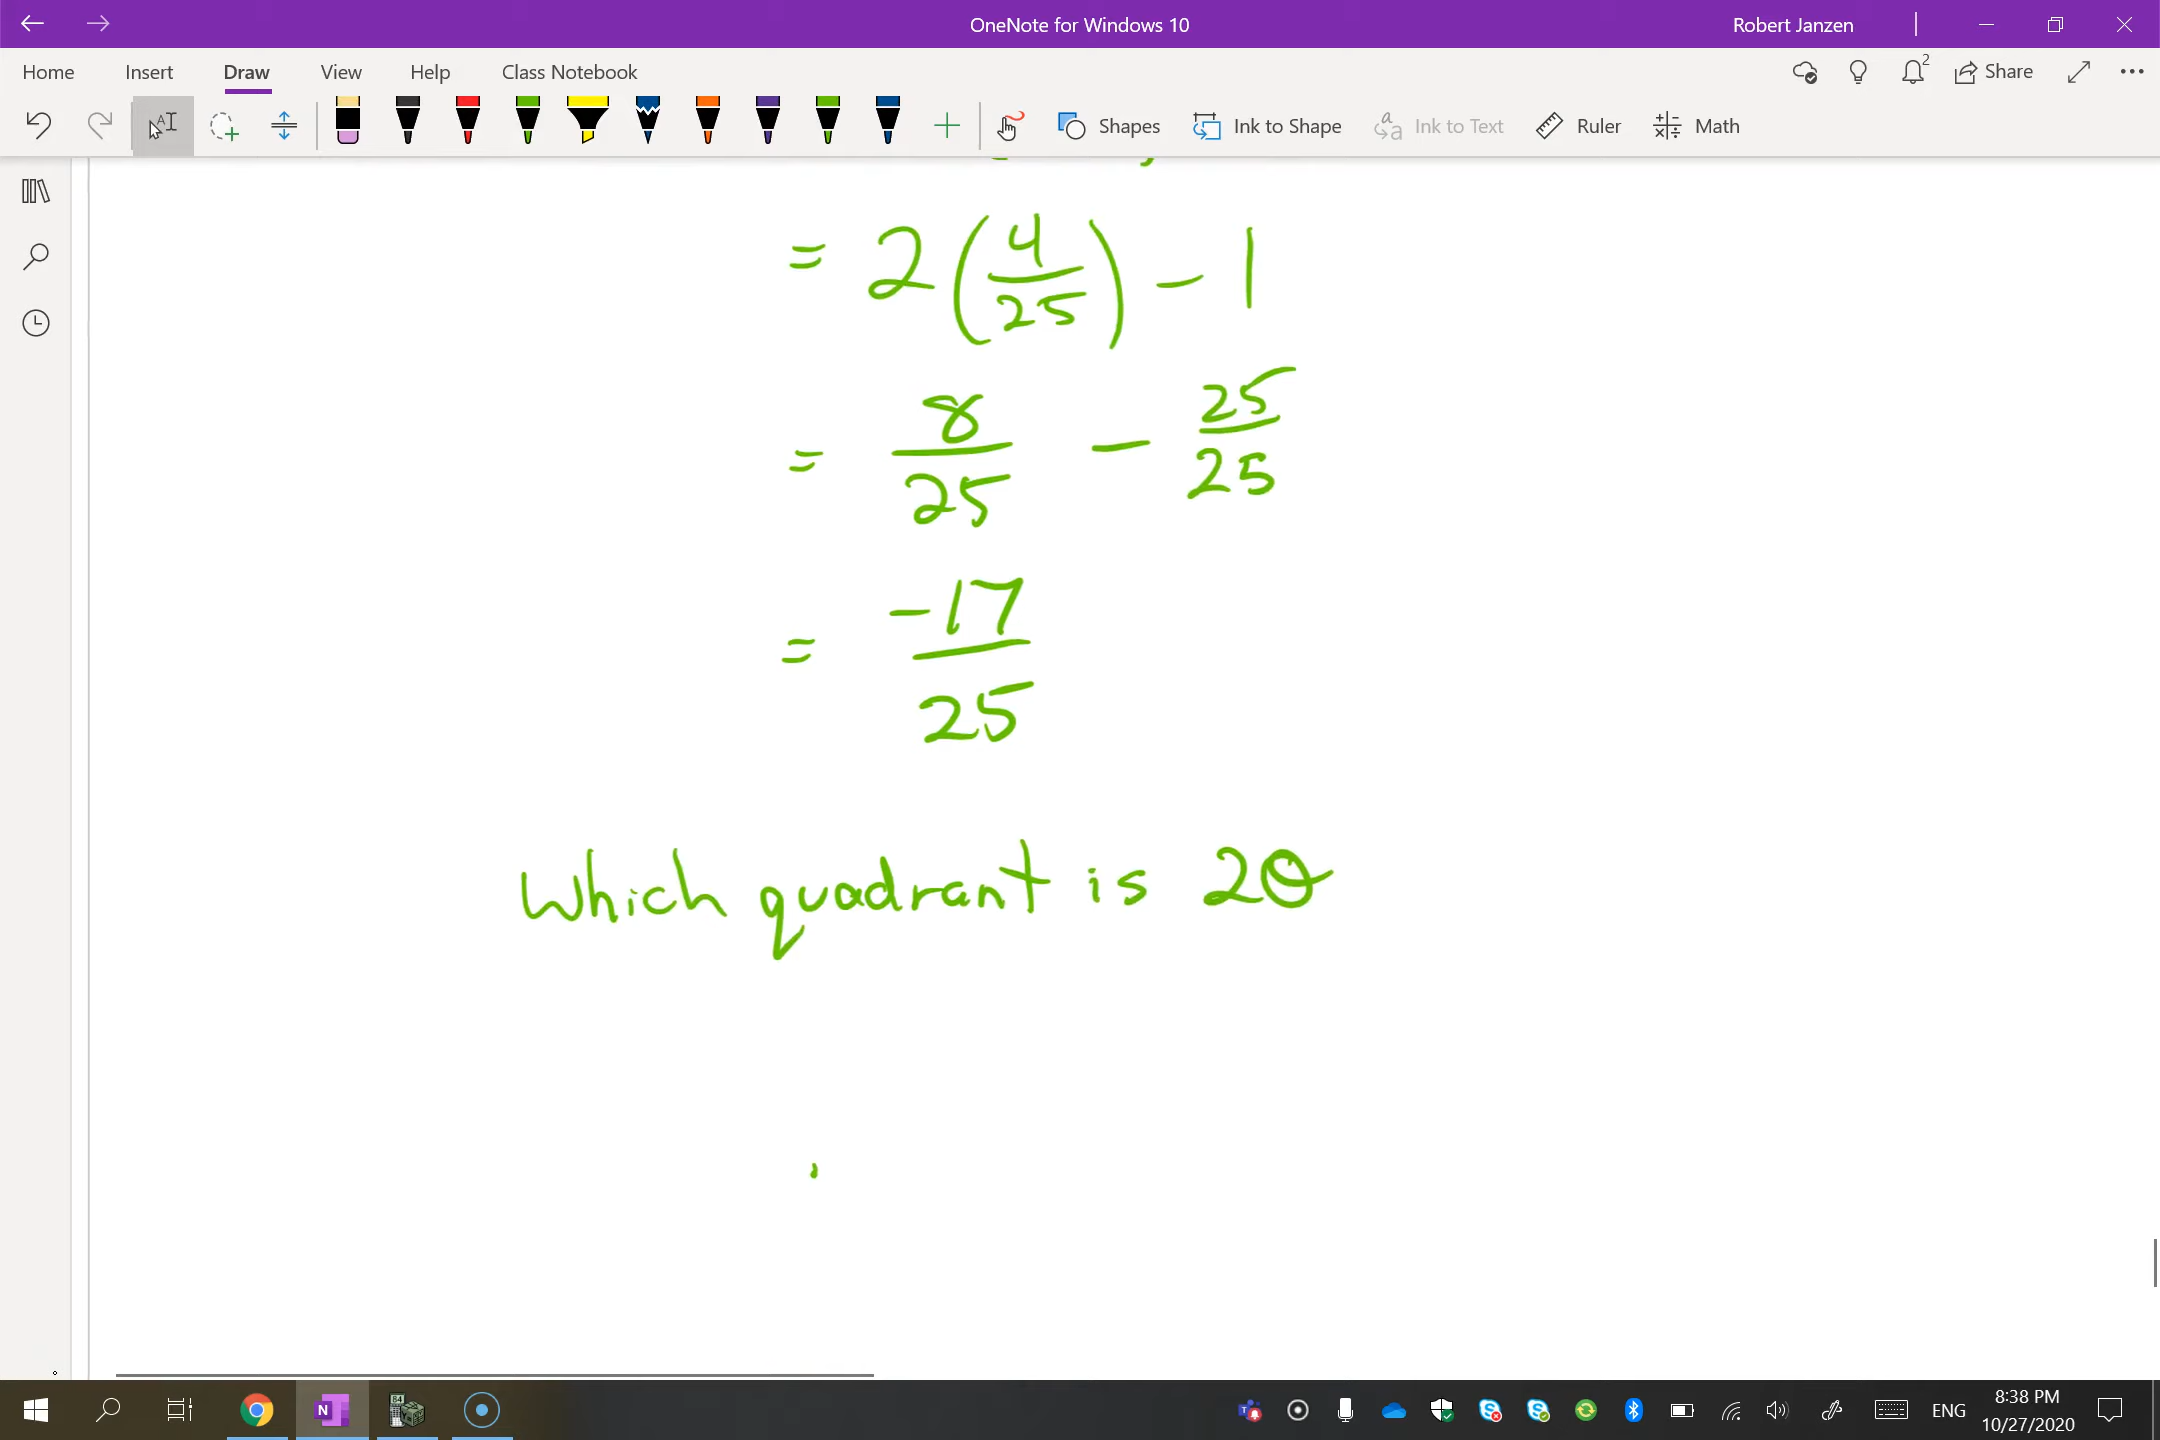 OneNote for Windows 10
Robert Janzen
Home Insert Draw View Help Class Notebook
2 Share
Shapes Ink to Shape Ink to Text Ruler Math
= 2(4/25) - 1
= 8/25 - 25/25
= -17/25
Which quadrant is 2θ
ENG
8:38 PM
10/27/2020